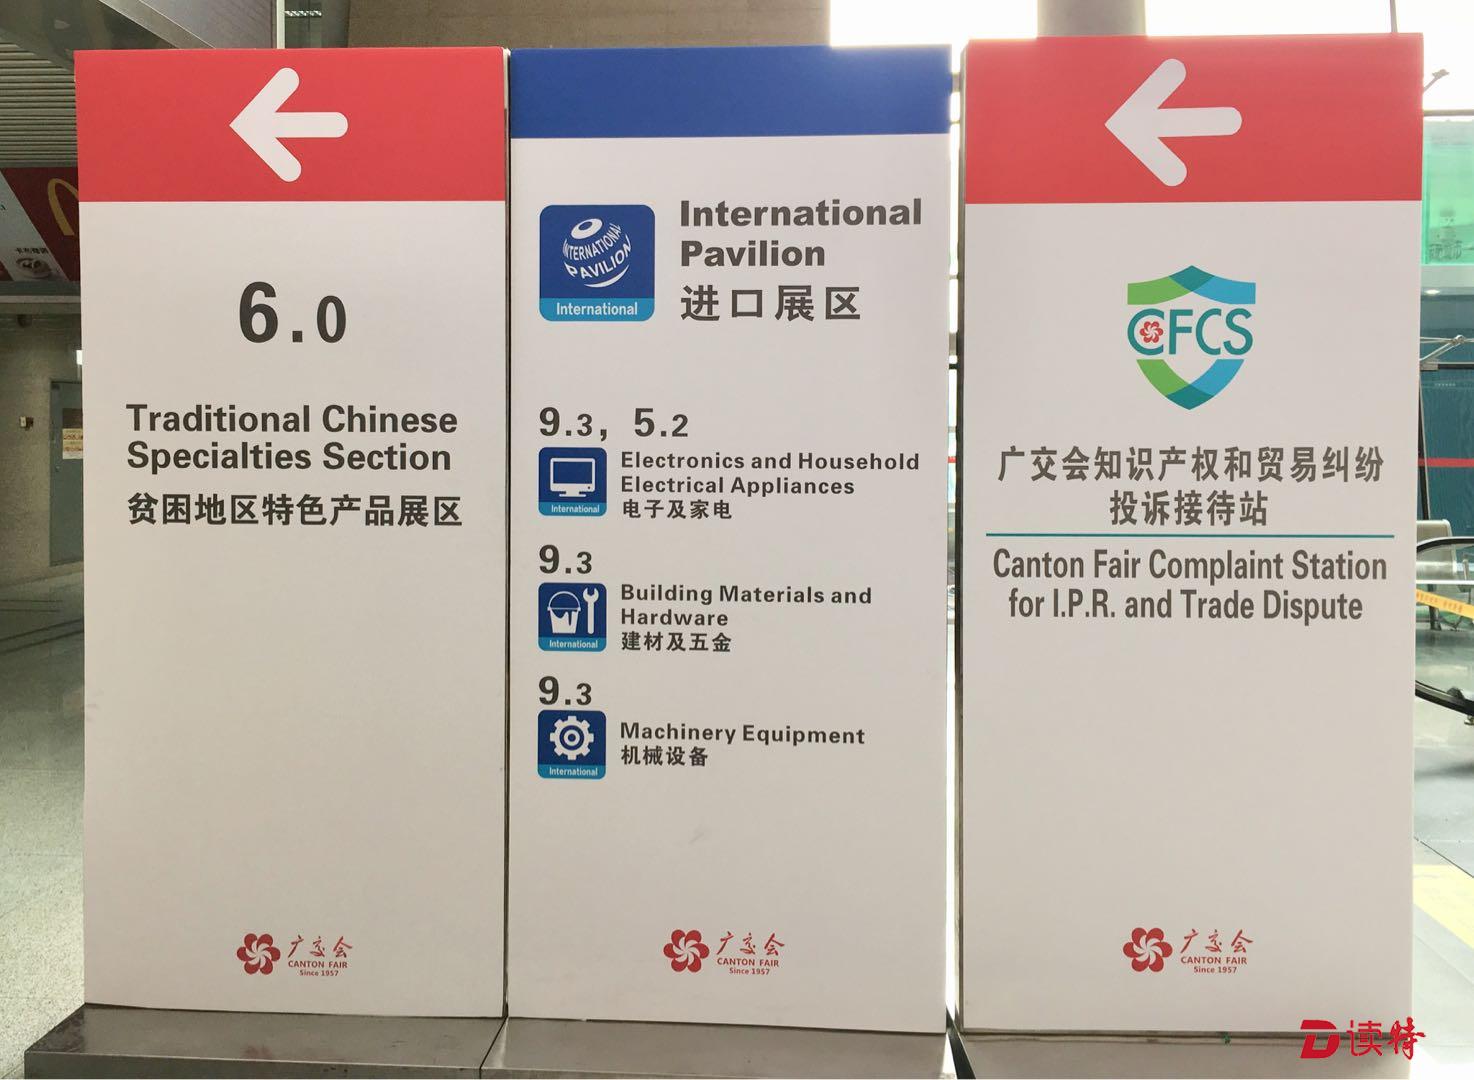 6.0
Traditional Chinese
Specialties Section
贫困地区特色产品展区
广交会
CANTON FAIR
Since 1957
INTERNATIONAL
PAVILION
International
International
Pavilion
进口展区
9.3, 5.2
International
Electronics and Household
Electrical Appliances
电子及家电
9.3
International
Building Materials and
Hardware
建材及五金
9.3
International
Machinery Equipment
机械设备
广交会
CANTON FAIR
Since 1957
CFCS
广交会知识产权和贸易纠纷
投诉接待站
Canton Fair Complaint Station
for I.P.R. and Trade Dispute
广交会
CANTON FAIR
Since 1957
读特